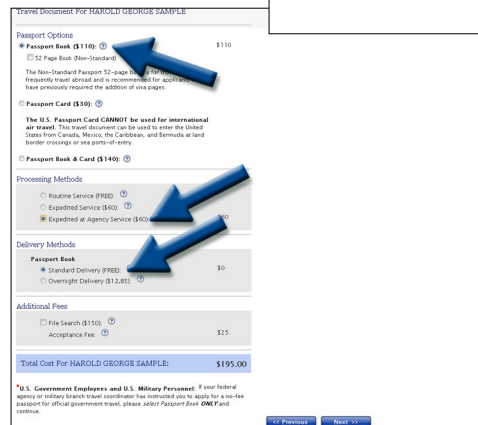 Travel Document For HAROLD GEORGE SAMPLE
Passport Options
Passport Book ($110): ?
$110
52 Page Book (Non-Standard)
The Non-Standard Passport 52-page
frequently travel abroad and is recommended for
have previously required the addition of visa pages.
Passport Card ($30): ?
The U.S. Passport Card CANNOT be used for international
air travel. This travel document can be used to enter the United
States from Canada, Mexico, the Caribbean, and Bermuda at land
border crossings or sea ports-of-entry.
Passport Book & Card ($140): ?
Processing Methods
Routine Service (FREE): ?
Expedited Service ($60): ?
Expedited at Agency Service ($60)
Delivery Methods
Passport Book
Standard Delivery (FREE):
$0
Overnight Delivery ($12.85): ?
Additional Fees
File Search ($150): ?
Acceptance Fee: ?
$25
Total Cost For HAROLD GEORGE SAMPLE:
$195.00
*U.S. Government Employees and U.S. Military Personnel: If your federal
agency or military branch travel coordinator has instructed you to apply for a no-fee
passport for official government travel, please select Passport Book ONLY and
continue.
<< Previous
Next >>